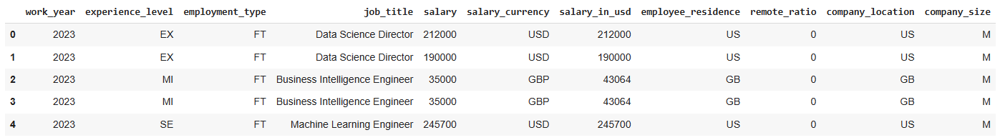 work_year experience_level employment_type job_title salary salary_currency salary_in_usd employee_residence remote_ratio company_location company_size
0 2023 EX FT Data Science Director 212000 USD 212000 US 0 US M
1 2023 EX FT Data Science Director 190000 USD 190000 US 0 US M
2 2023 MI FT Business Intelligence Engineer 35000 GBP 43064 GB 0 GB M
3 2023 MI FT Business Intelligence Engineer 35000 GBP 43064 GB 0 GB M
4 2023 SE FT Machine Learning Engineer 245700 USD 245700 US 0 US M